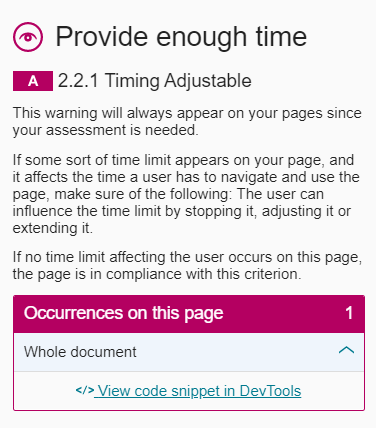 Provide enough time
A 2.2.1 Timing Adjustable
This warning will always appear on your pages since
your assessment is needed.
If some sort of time limit appears on your page, and
it affects the time a user has to navigate and use the
page, make sure of the following: The user can
influence the time limit by stopping it, adjusting it or
extending it.
If no time limit affecting the user occurs on this page,
the page is in compliance with this criterion.
Occurrences on this page 1
Whole document
</> View code snippet in DevTools